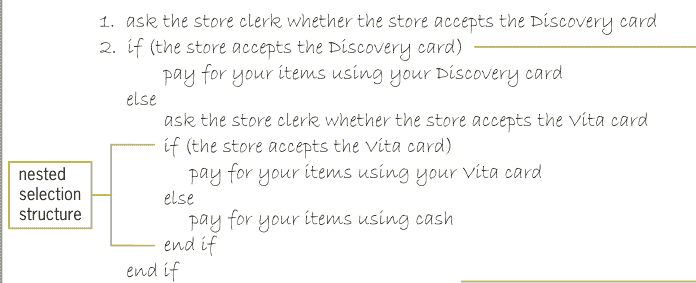 1. ask the store clerk whether the store accepts the Discovery card
2. if (the store accepts the Discovery card)
pay for your items using your Discovery card
else
ask the store clerk whether the store accepts the Vita card
if (the store accepts the Vita card)
pay for your items using your Vita card
else
pay for your items using cash
end if
end if
nested
selection
structure